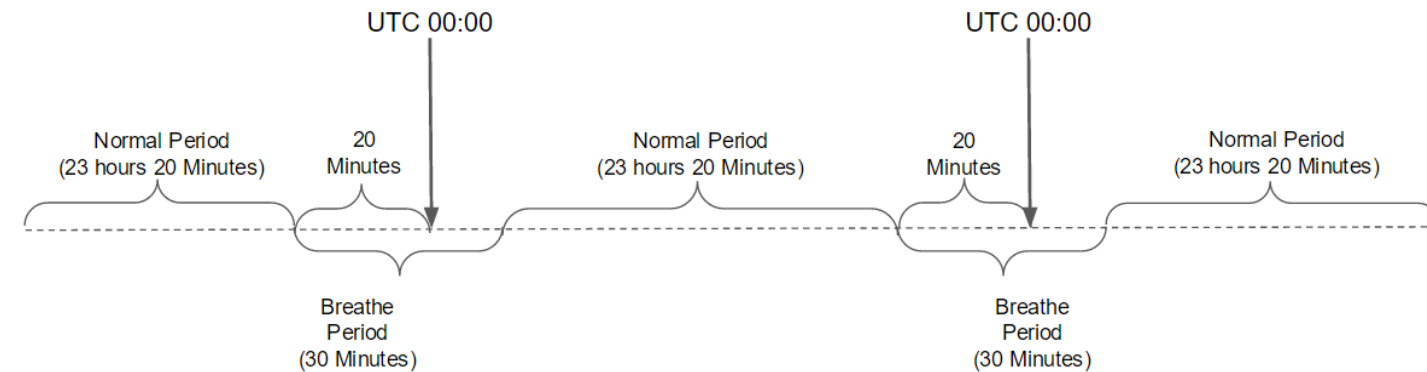 UTC 00:00
UTC 00:00
Normal Period
(23 hours 20 Minutes)
20
Minutes
Normal Period
(23 hours 20 Minutes)
20
Minutes
Normal Period
(23 hours 20 Minutes)
Breathe
Period
(30 Minutes)
Breathe
Period
(30 Minutes)